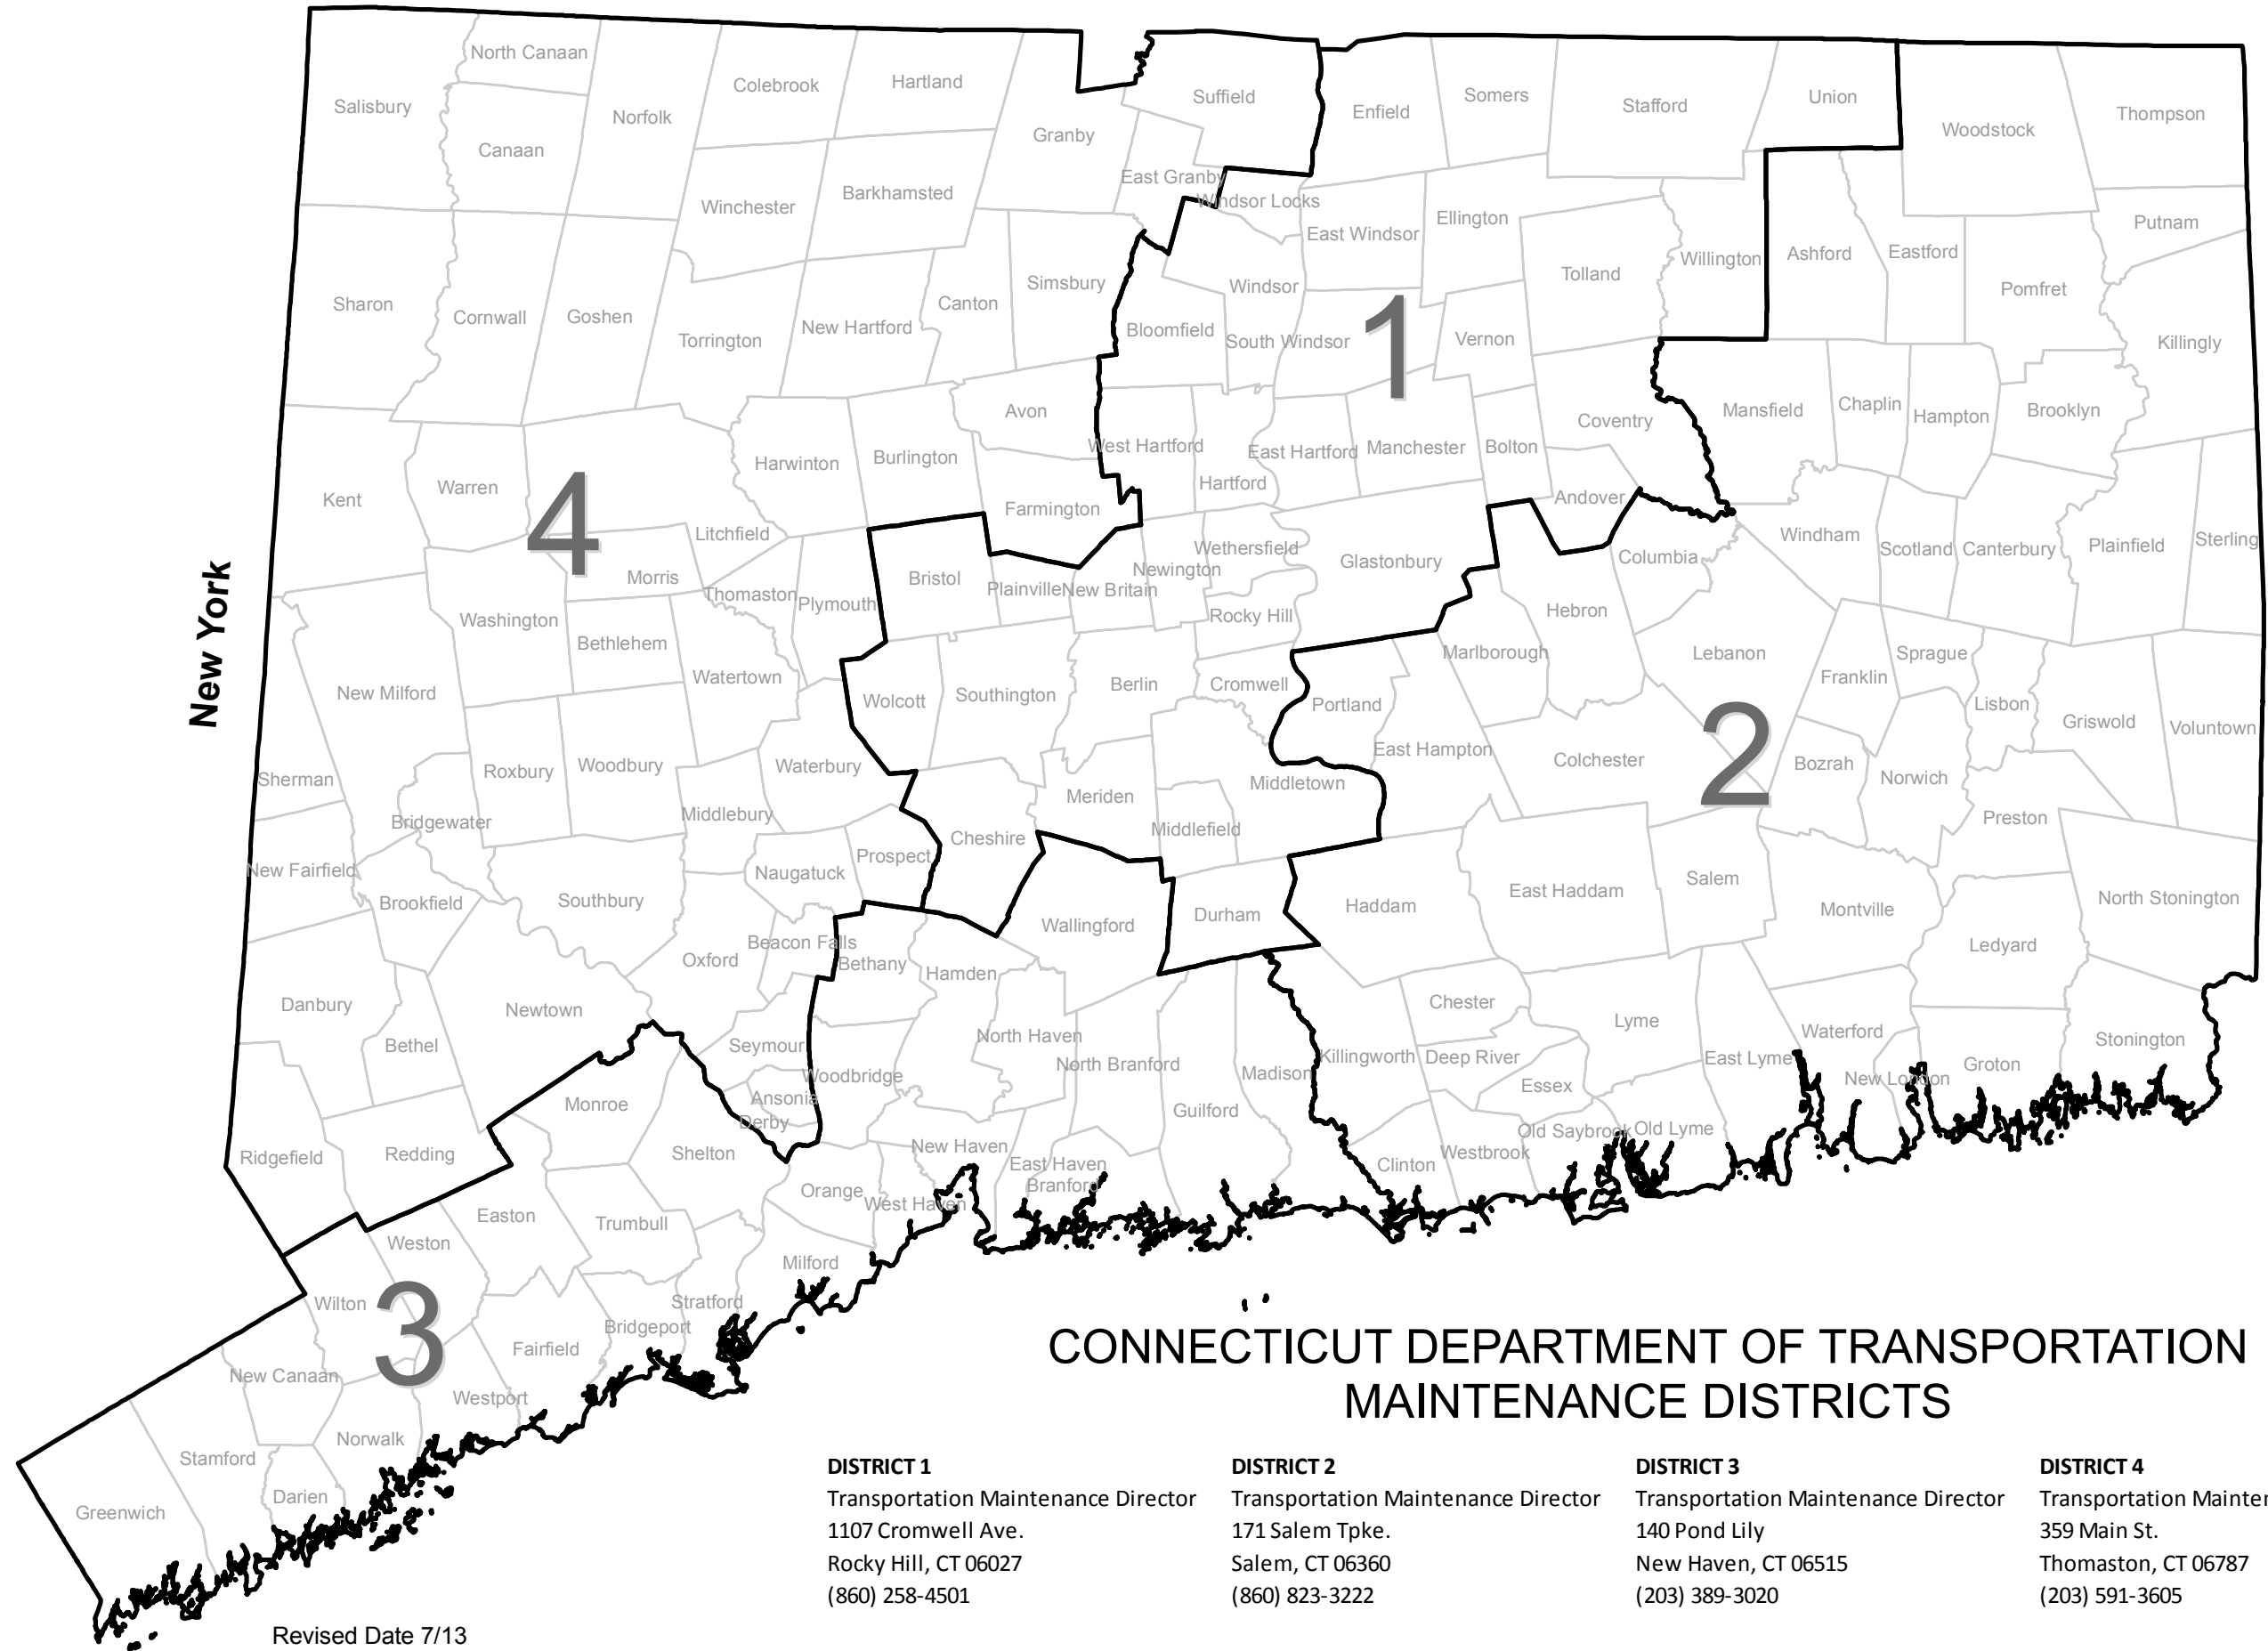 North Canaan
Colebrook
Hartland
Salisbury
Norfolk
Canaan
Granby
Suffield
Enfield
Somers
Stafford
Union
Woodstock
Thompson
East Granby
Windsor Locks
Winchester
Barkhamsted
Ellington
East Windsor
Putnam
Sharon
Cornwall
Goshen
Torrington
New Hartford
Canton
Simsbury
Bloomfield
Windsor
South Windsor
1
Vernon
Tolland
Willington
Ashford
Eastford
Pomfret
Killingly
Avon
West Hartford
Hartford
East Hartford
Manchester
Bolton
Coventry
Andover
Mansfield
Chaplin
Hampton
Brooklyn
Kent
Warren
4
Litchfield
Harwinton
Burlington
Farmington
Wethersfield
Newington
Glastonbury
Columbia
Windham
Scotland
Canterbury
Plainfield
Sterling
New York
Washington
Morris
Bethlehem
Thomaston
Plymouth
Bristol
Plainville
New Britain
Rocky Hill
Hebron
Marlborough
Lebanon
Franklin
Sprague
Lisbon
Griswold
Voluntown
New Milford
Watertown
Wolcott
Southington
Berlin
Cromwell
Portland
East Hampton
Colchester
2
Bozrah
Norwich
Preston
Sherman
Roxbury
Woodbury
Waterbury
Bridgewater
Middlebury
Cheshire
Meriden
Middlefield
Middletown
New Fairfield
Brookfield
Southbury
Naugatuck
Prospect
Wallingford
Durham
Haddam
East Haddam
Salem
Montville
North Stonington
Ledyard
Danbury
Bethel
Newtown
Oxford
Beacon Falls
Bethany
Hamden
Seymour
Woodbridge
North Haven
North Branford
Guilford
Madison
Killingworth
Chester
Deep River
Essex
Lyme
East Lyme
Waterford
New London
Groton
Stonington
Ridgefield
Redding
Monroe
Shelton
Ansonia
Derby
Orange
New Haven
West Haven
East Haven
Branford
Clinton
Westbrook
Old Saybrook
Old Lyme
Weston
Easton
Trumbull
Milford
Stratford
Wilton
3
Fairfield
Bridgeport
New Canaan
Westport
Norwalk
Stamford
Darien
Greenwich
CONNECTICUT DEPARTMENT OF TRANSPORTATION
MAINTENANCE DISTRICTS
DISTRICT 1
Transportation Maintenance Director
1107 Cromwell Ave.
Rocky Hill, CT 06027
(860) 258-4501
DISTRICT 2
Transportation Maintenance Director
171 Salem Tpke.
Salem, CT 06360
(860) 823-3222
DISTRICT 3
Transportation Maintenance Director
140 Pond Lily
New Haven, CT 06515
(203) 389-3020
DISTRICT 4
Transportation Mainte
359 Main St.
Thomaston, CT 06787
(203) 591-3605
Revised Date 7/13